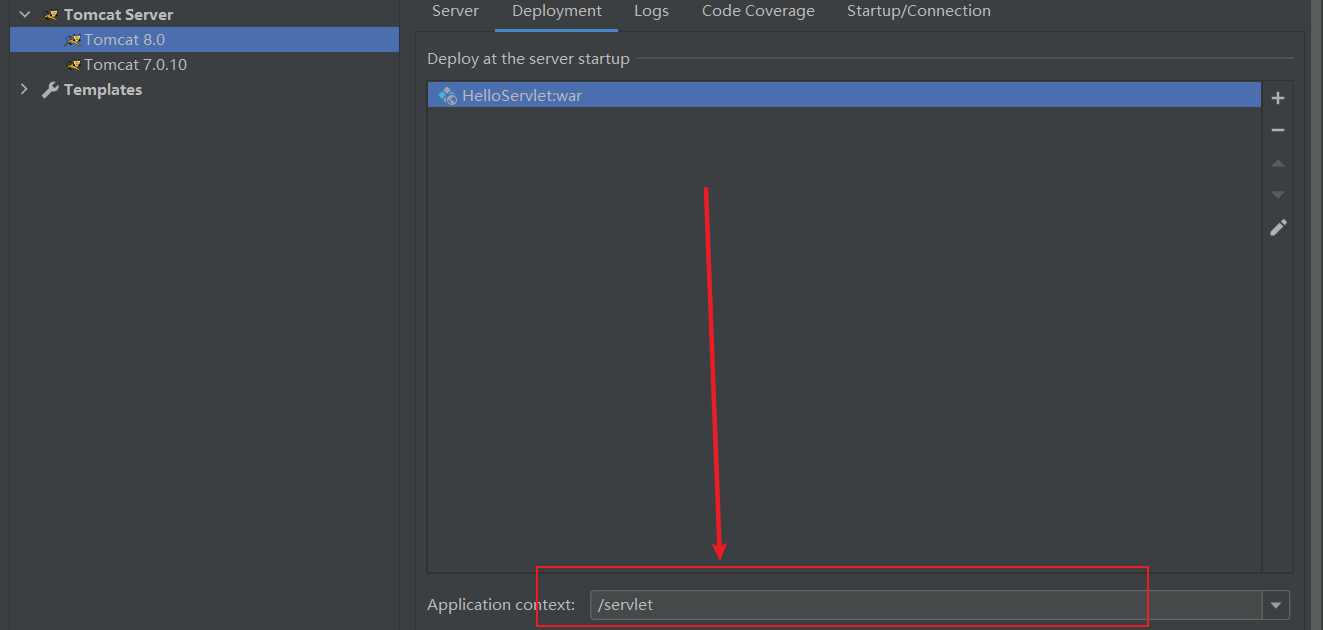 Tomcat Server
Tomcat 8.0
Tomcat 7.0.10
Templates
Server Deployment Logs Code Coverage Startup/Connection
Deploy at the server startup
HelloServlet:war
Application context: /servlet